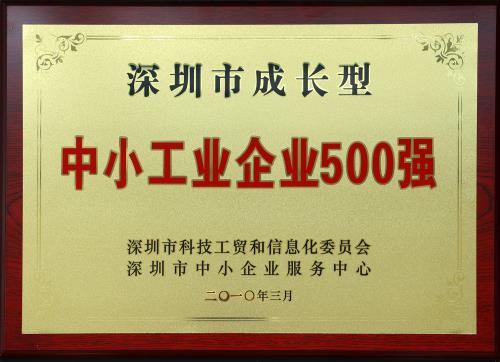 深圳市成长型
中小工业企业500强
深圳市科技工贸和信息化委员会
深圳市中小企业服务中心
二〇一〇年三月